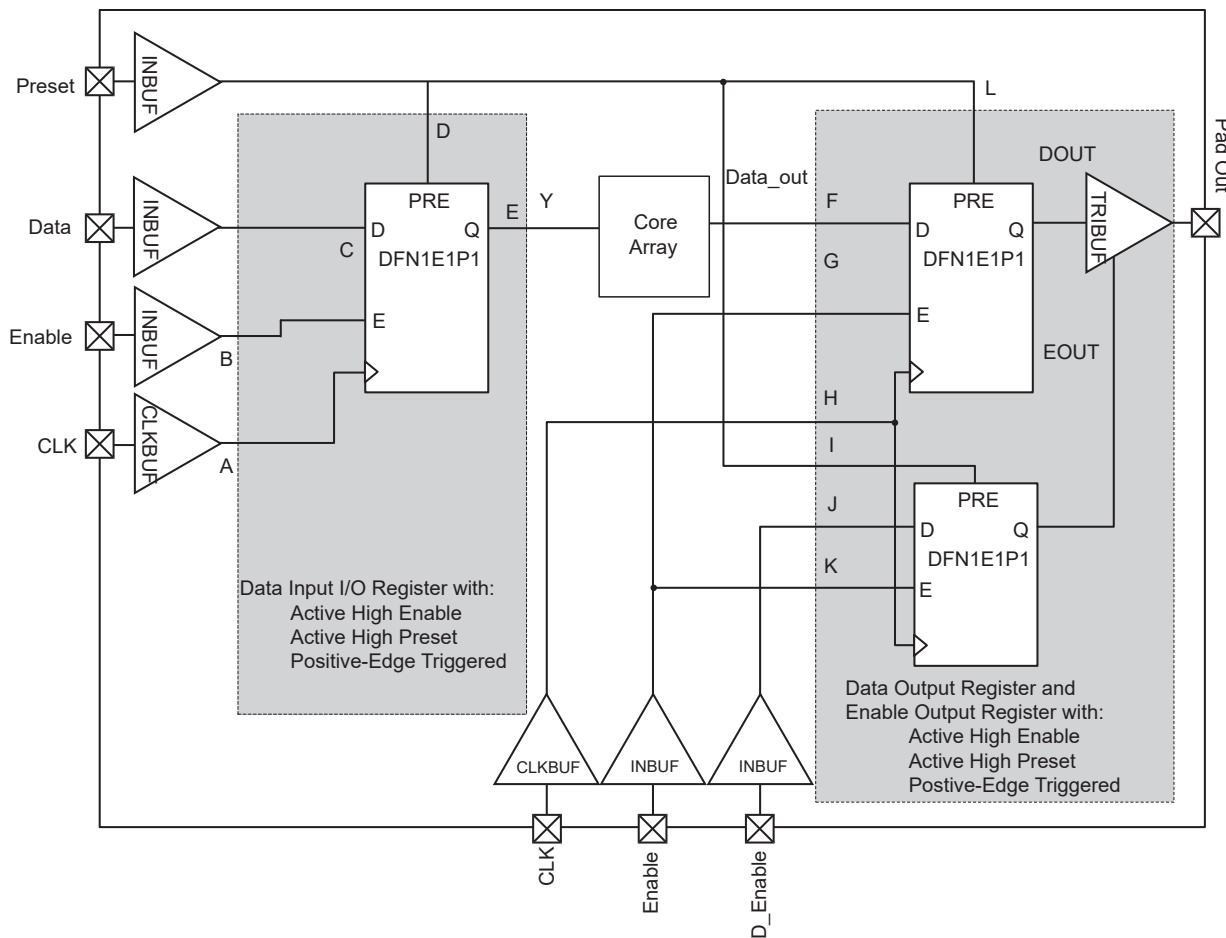 Preset
INBUF
L
D
Pad Out
DOUT
Data
INBUF
PRE
D
Q
C
DFN1E1P1
E
E
Y
Core
Array
Data_out
F
G
PRE
D
Q
DFN1E1P1
E
TRIBUF
EOUT
Enable
INBUF
B
CLK
CLKBUF
A
H
I
J
K
PRE
D
Q
DFN1E1P1
E
Data Input I/O Register with:
Active High Enable
Active High Preset
Positive-Edge Triggered
Data Output Register and
Enable Output Register with:
Active High Enable
Active High Preset
Postive-Edge Triggered
CLKBUF
INBUF
INBUF
CLK
Enable
D_Enable